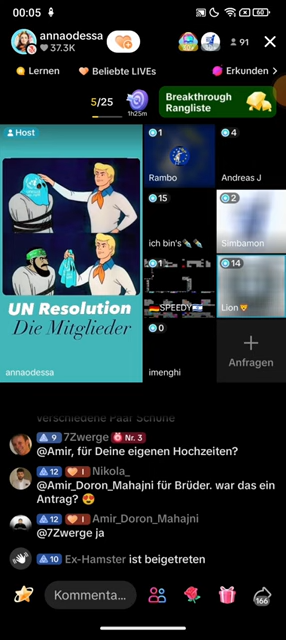 00:05
60
annaodessa
37.3K
91
Lernen
Beliebte LIVEs
Erkunden
5/25
1h25m
Breakthrough
Rangliste
Host
1
Rambo
4
Andreas J
15
ich bin's
2
Simbamon
1
SPEEDY
14
Lion
0
imenghi
Anfragen
UN Resolution
Die Mitglieder
annaodessa
verschiedene Paar Schuhe
9 7Zwerge Nr. 3
@Amir, für Deine eigenen Hochzeiten?
12 I Nikola_
@Amir_Doron_Mahajni für Brüder. war das ein
Antrag?
12 I Amir_Doron_Mahajni
@7Zwerge ja
10 Ex-Hamster ist beigetreten
Kommenta...
166